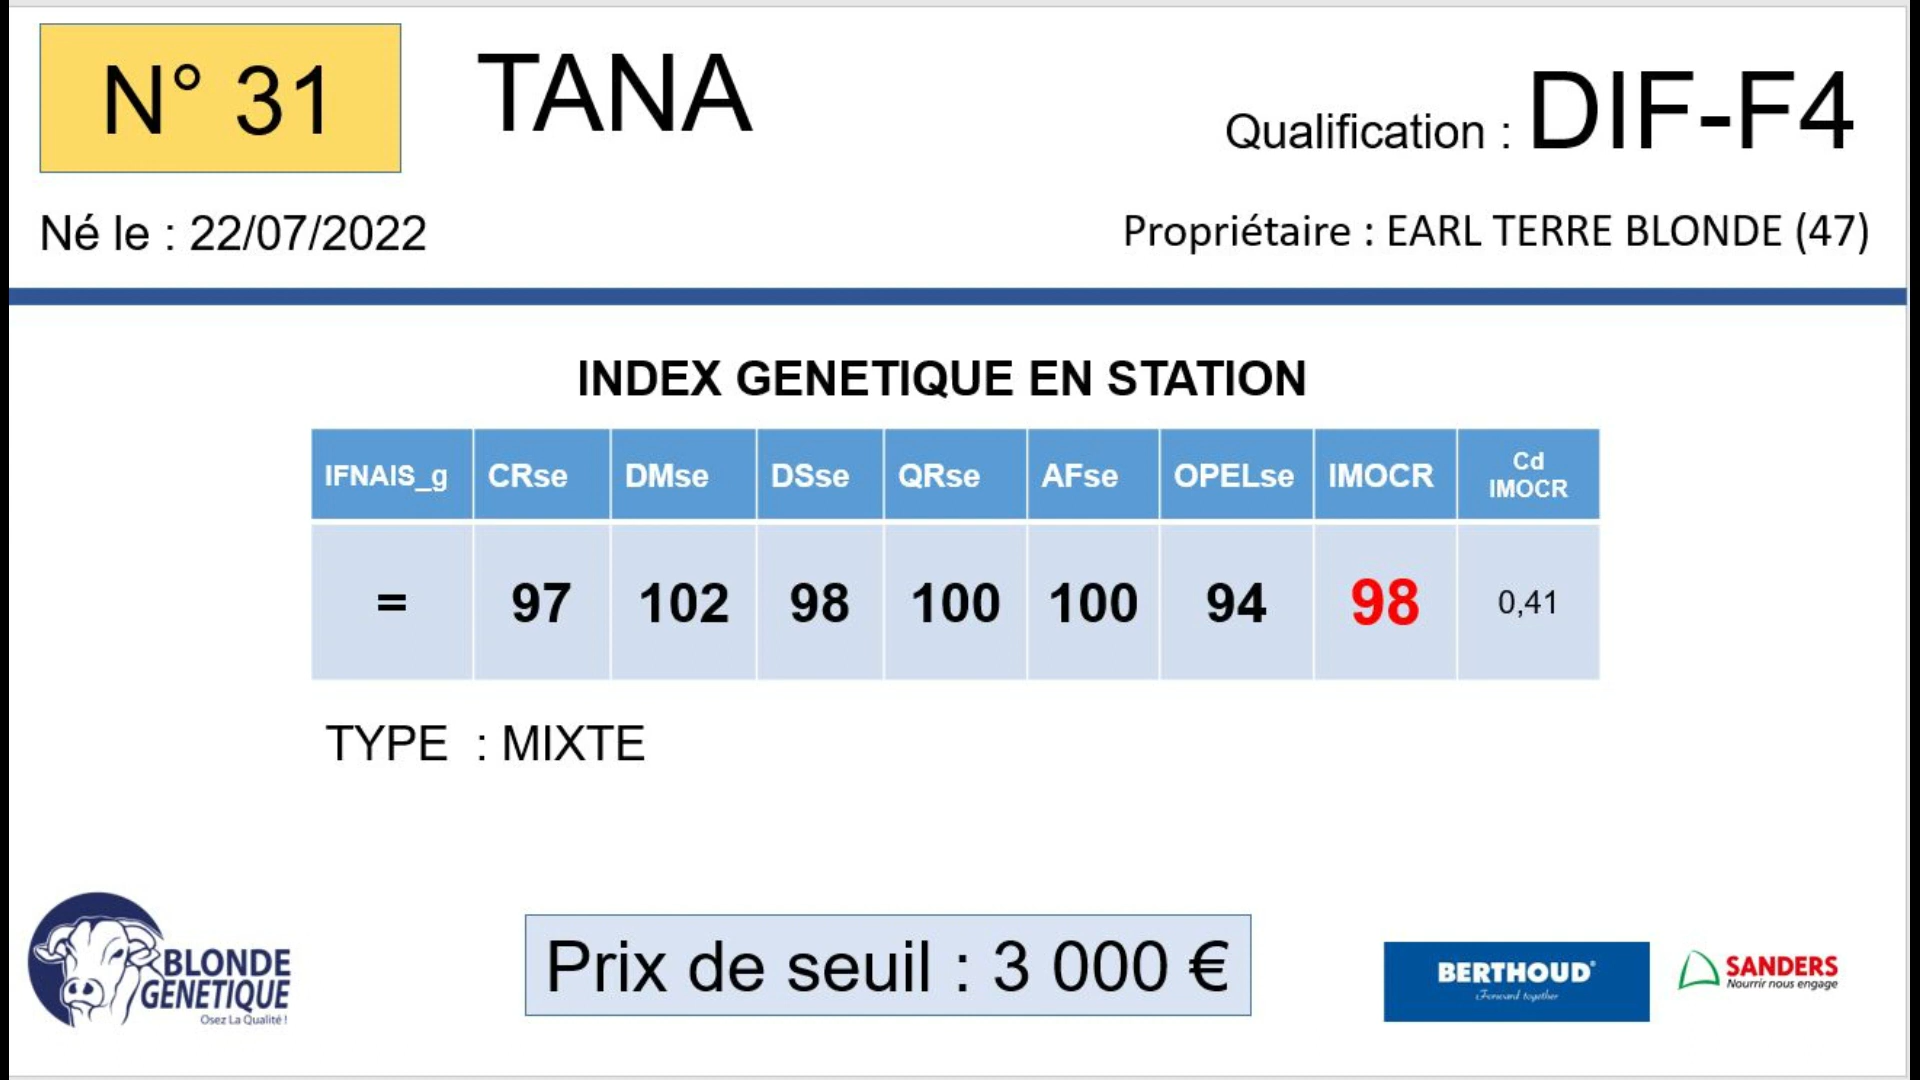 N° 31
TANA
Qualification : DIF-F4
Né le : 22/07/2022
Propriétaire : EARL TERRE BLONDE (47)
INDEX GENETIQUE EN STATION
IFNAIS_g CRse DMse DSse QRse AFse OPELse IMOCR Cd IMOCR
= 97 102 98 100 100 94 98 0,41
TYPE : MIXTE
BLONDE
GENETIQUE
Osez La Qualité !
Prix de seuil : 3 000 €
BERTHOUD
Forward together
SANDERS
Nourrir nous engage